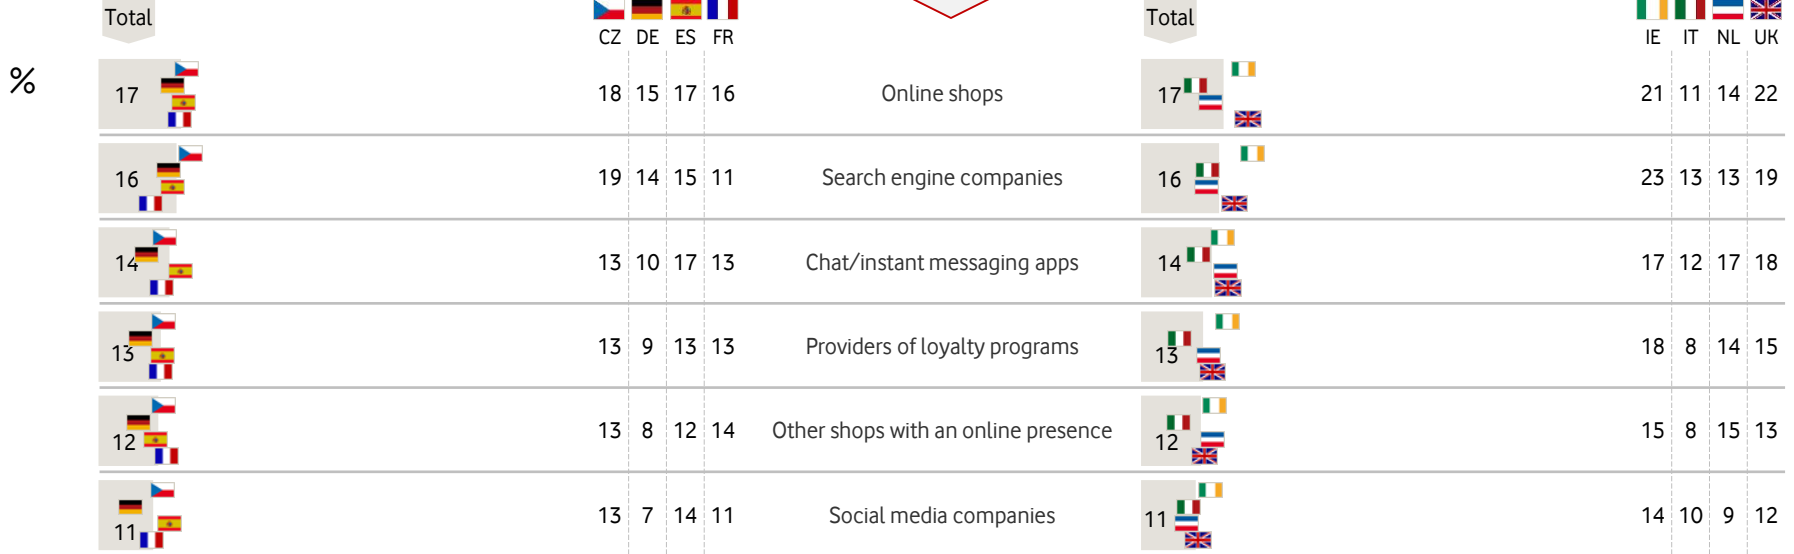 Total CZ DE ES FR Total IE IT NL UK
%
17 18 15 17 16 Online shops 17 21 11 14 22
16 19 14 15 11 Search engine companies 16 23 13 13 19
14 13 10 17 13 Chat/instant messaging apps 14 17 12 17 18
13 13 9 13 13 Providers of loyalty programs 13 18 8 14 15
12 13 8 12 14 Other shops with an online presence 12 15 8 15 13
11 13 7 14 11 Social media companies 11 14 10 9 12